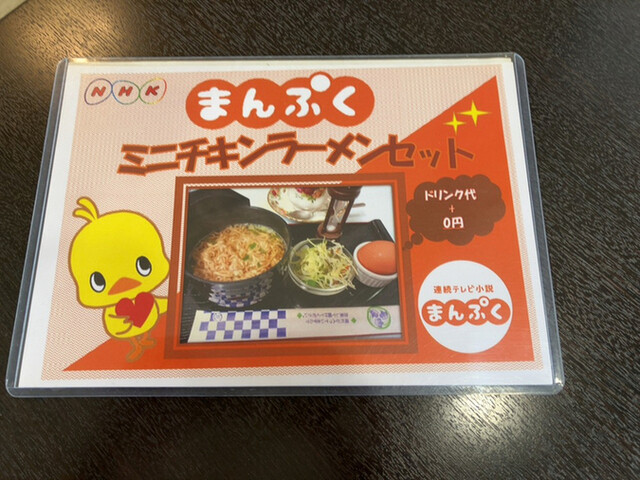 NHK
まんぷく
ミニチキンラーメンセット
ドリンク代
+
0円
連続テレビ小説
まんぷく